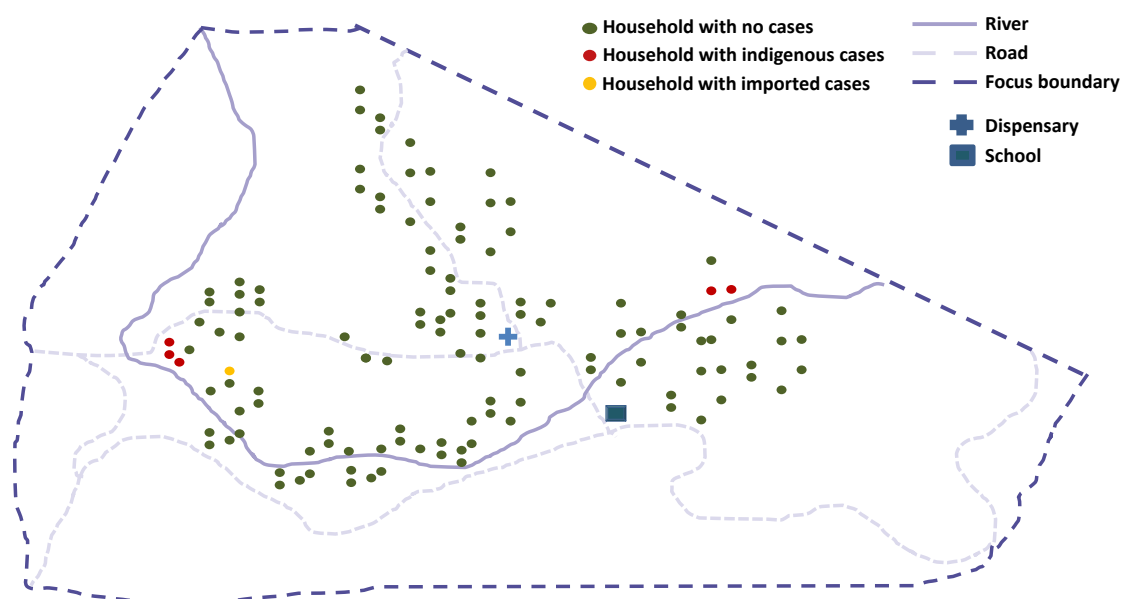 Household with no cases
Household with indigenous cases
Household with imported cases
River
Road
Focus boundary
Dispensary
School